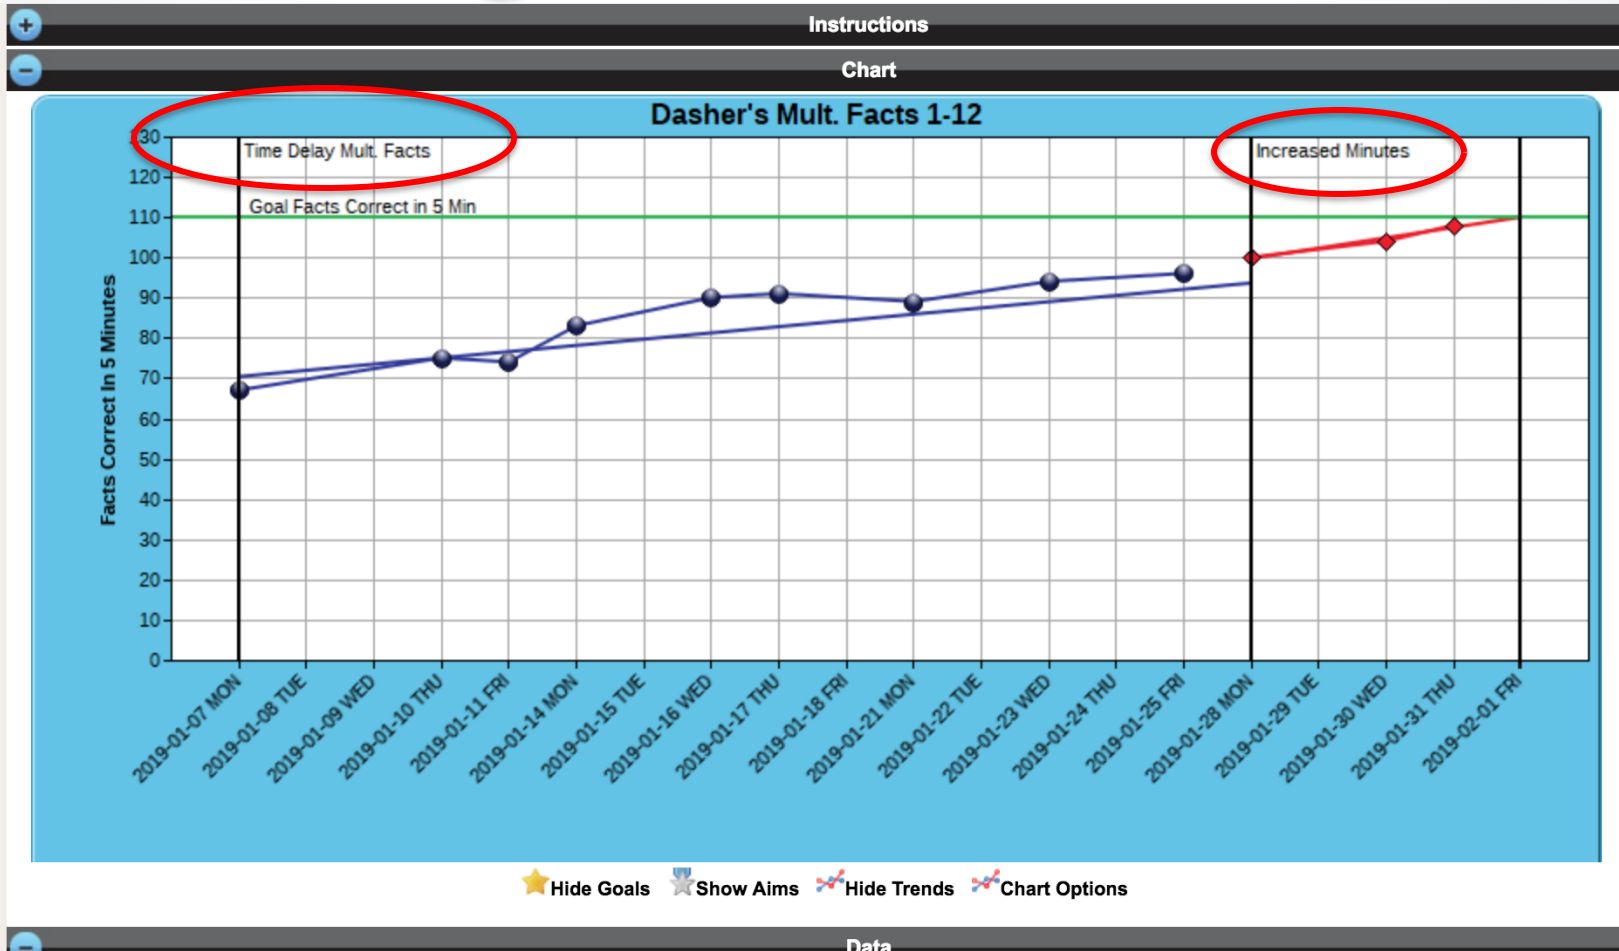 Instructions
Chart
Dasher's Mult. Facts 1-12
Time Delay Mult. Facts
Increased Minutes
Goal Facts Correct in 5 Min
Facts Correct In 5 Minutes
130
120
110
100
90
80
70
60
50
40
30
20
10
0
2019-01-07 MON
2019-01-08 TUE
2019-01-09 WED
2019-01-10 THU
2019-01-11 FRI
2019-01-14 MON
2019-01-15 TUE
2019-01-16 WED
2019-01-17 THU
2019-01-18 FRI
2019-01-21 MON
2019-01-22 TUE
2019-01-23 WED
2019-01-24 THU
2019-01-25 FRI
2019-01-28 MON
2019-01-29 TUE
2019-01-30 WED
2019-01-31 THU
2019-02-01 FRI
Hide Goals Show Aims Hide Trends Chart Options
Data